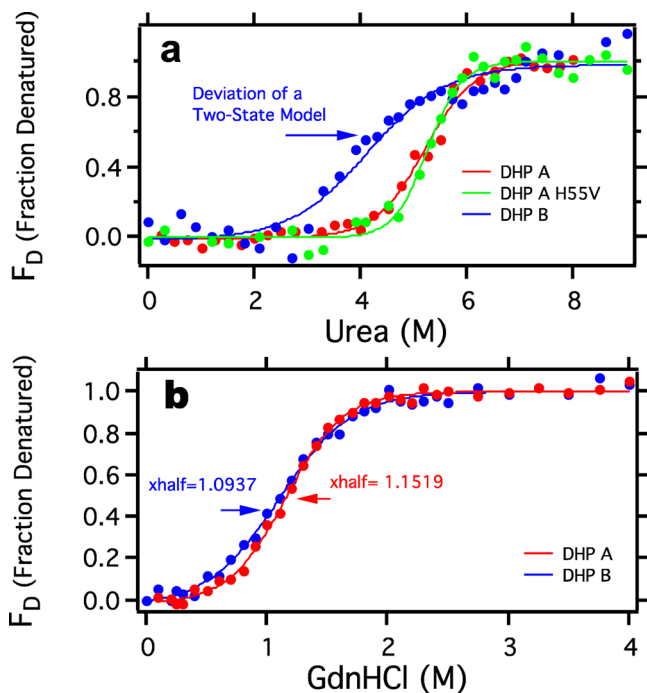 a
Deviation of a
Two-State Model
DHP A
DHP A H55V
DHP B
F_D (Fraction Denatured)
0.8
0.4
0.0
0 2 4 6 8
Urea (M)
b
xhalf=1.0937
xhalf= 1.1519
DHP A
DHP B
F_D (Fraction Denatured)
1.0
0.8
0.6
0.4
0.2
0.0
0 1 2 3 4
GdnHCl (M)